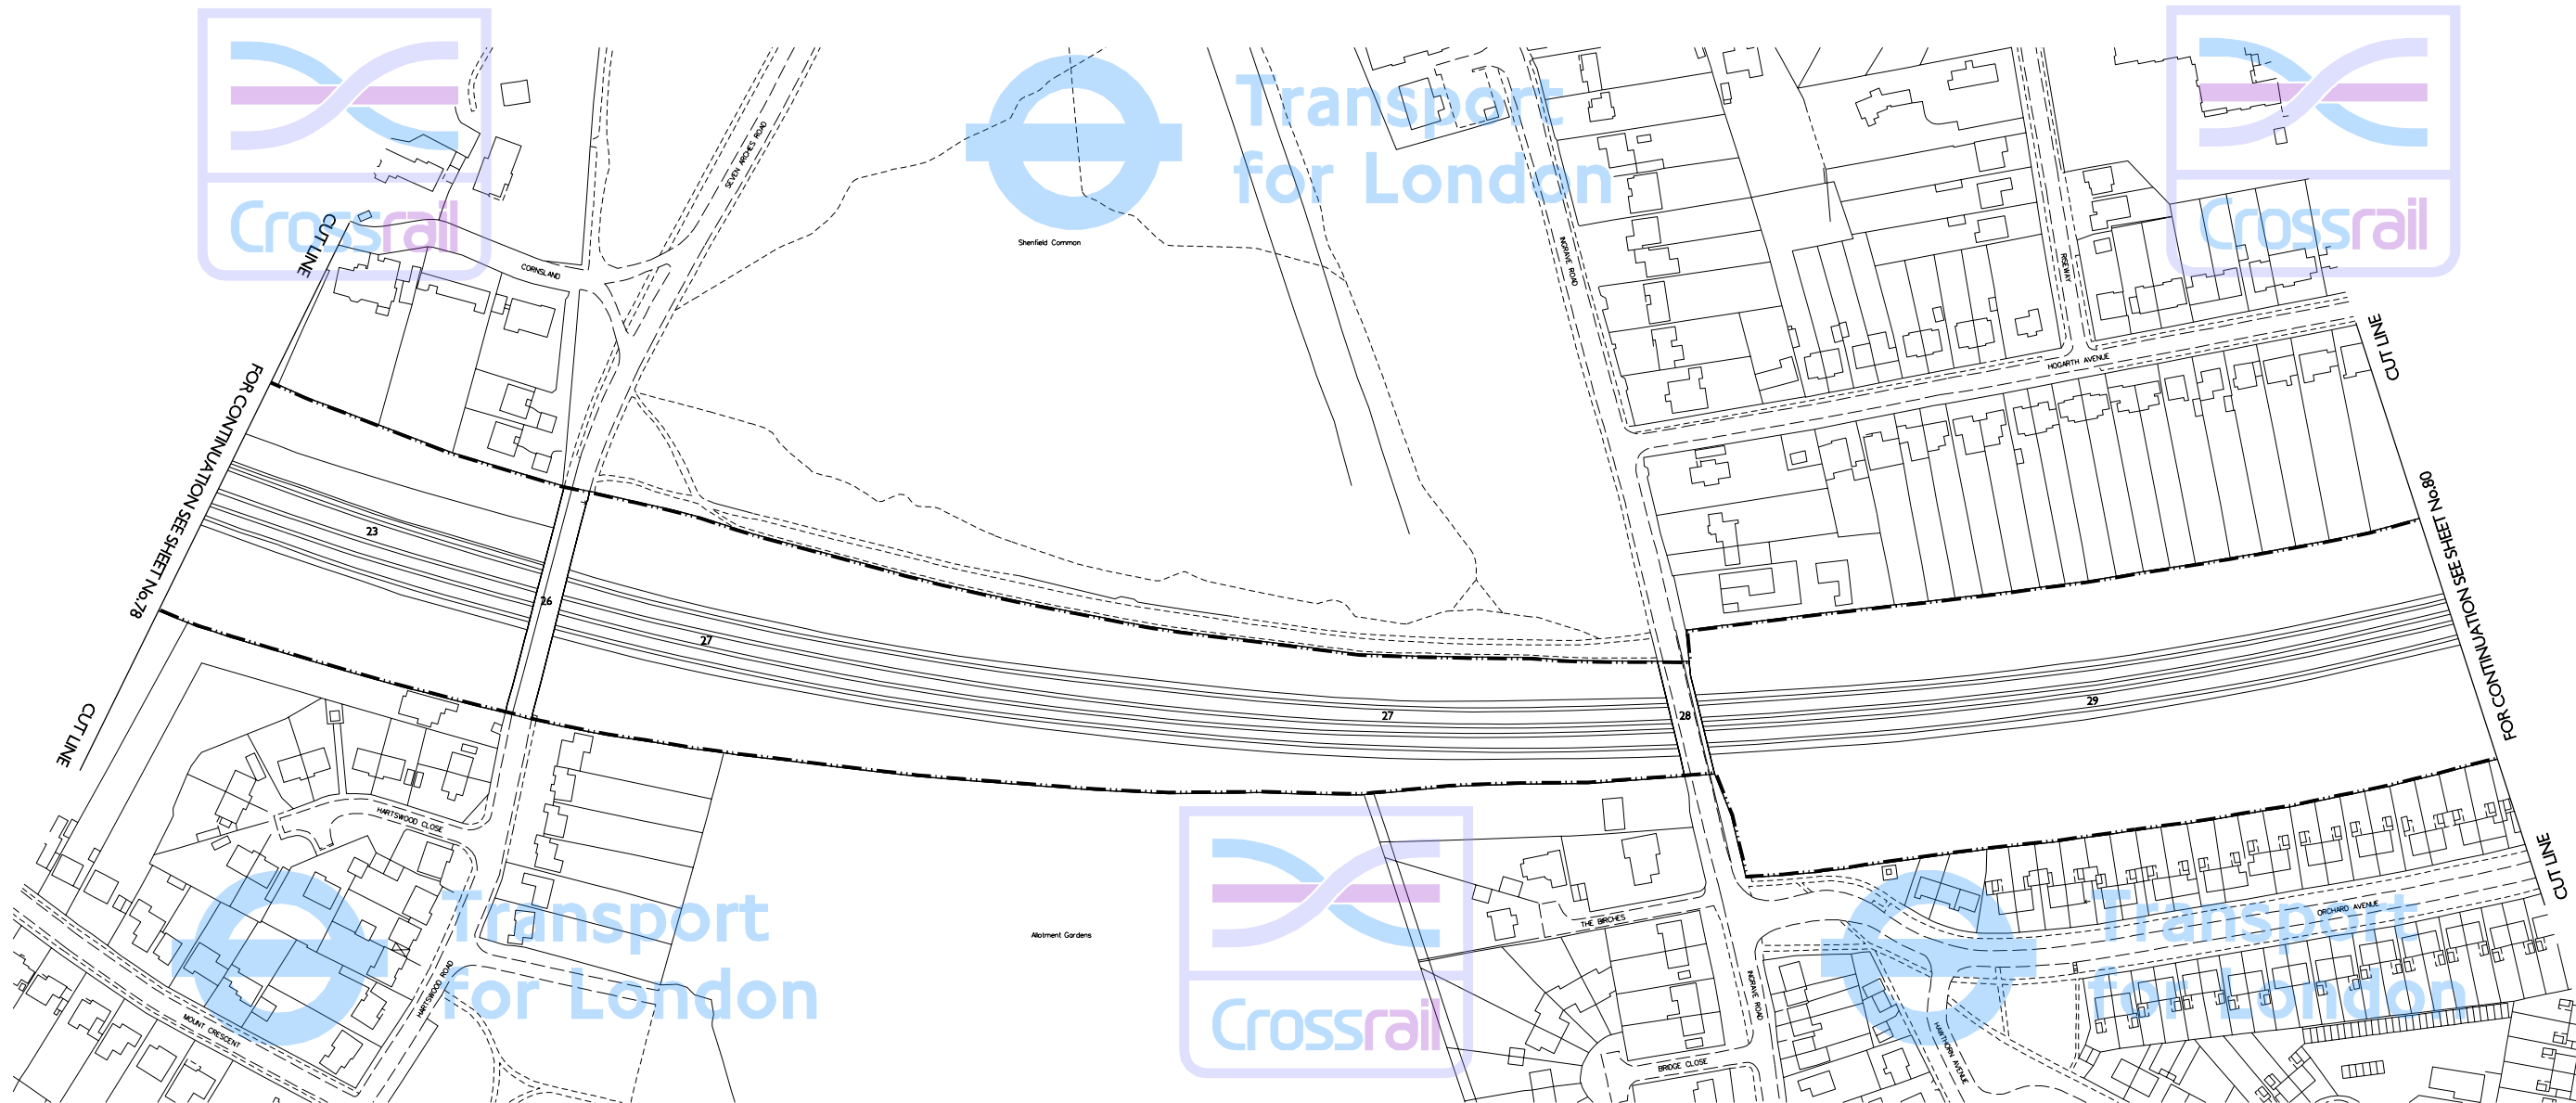 Crossrail
Transport
for London
Crossrail
SEVEN ARCHES ROAD
Shenfield Common
INGRAVE ROAD
RISEWAY
CORNSLAND
HOGARTH AVENUE
CUT LINE
FOR CONTINUATION SEE SHEET No.78
CUT LINE
CUT LINE
FOR CONTINUATION SEE SHEET No.80
CUT LINE
23
26
27
27
28
29
HARTSWOOD CLOSE
HARTSWOOD ROAD
MOUNT CRESCENT
Transport
for London
Allotment Gardens
Crossrail
THE BIRCHES
INGRAVE ROAD
BRIDGE CLOSE
HAWTHORN AVENUE
ORCHARD AVENUE
Transport
for London